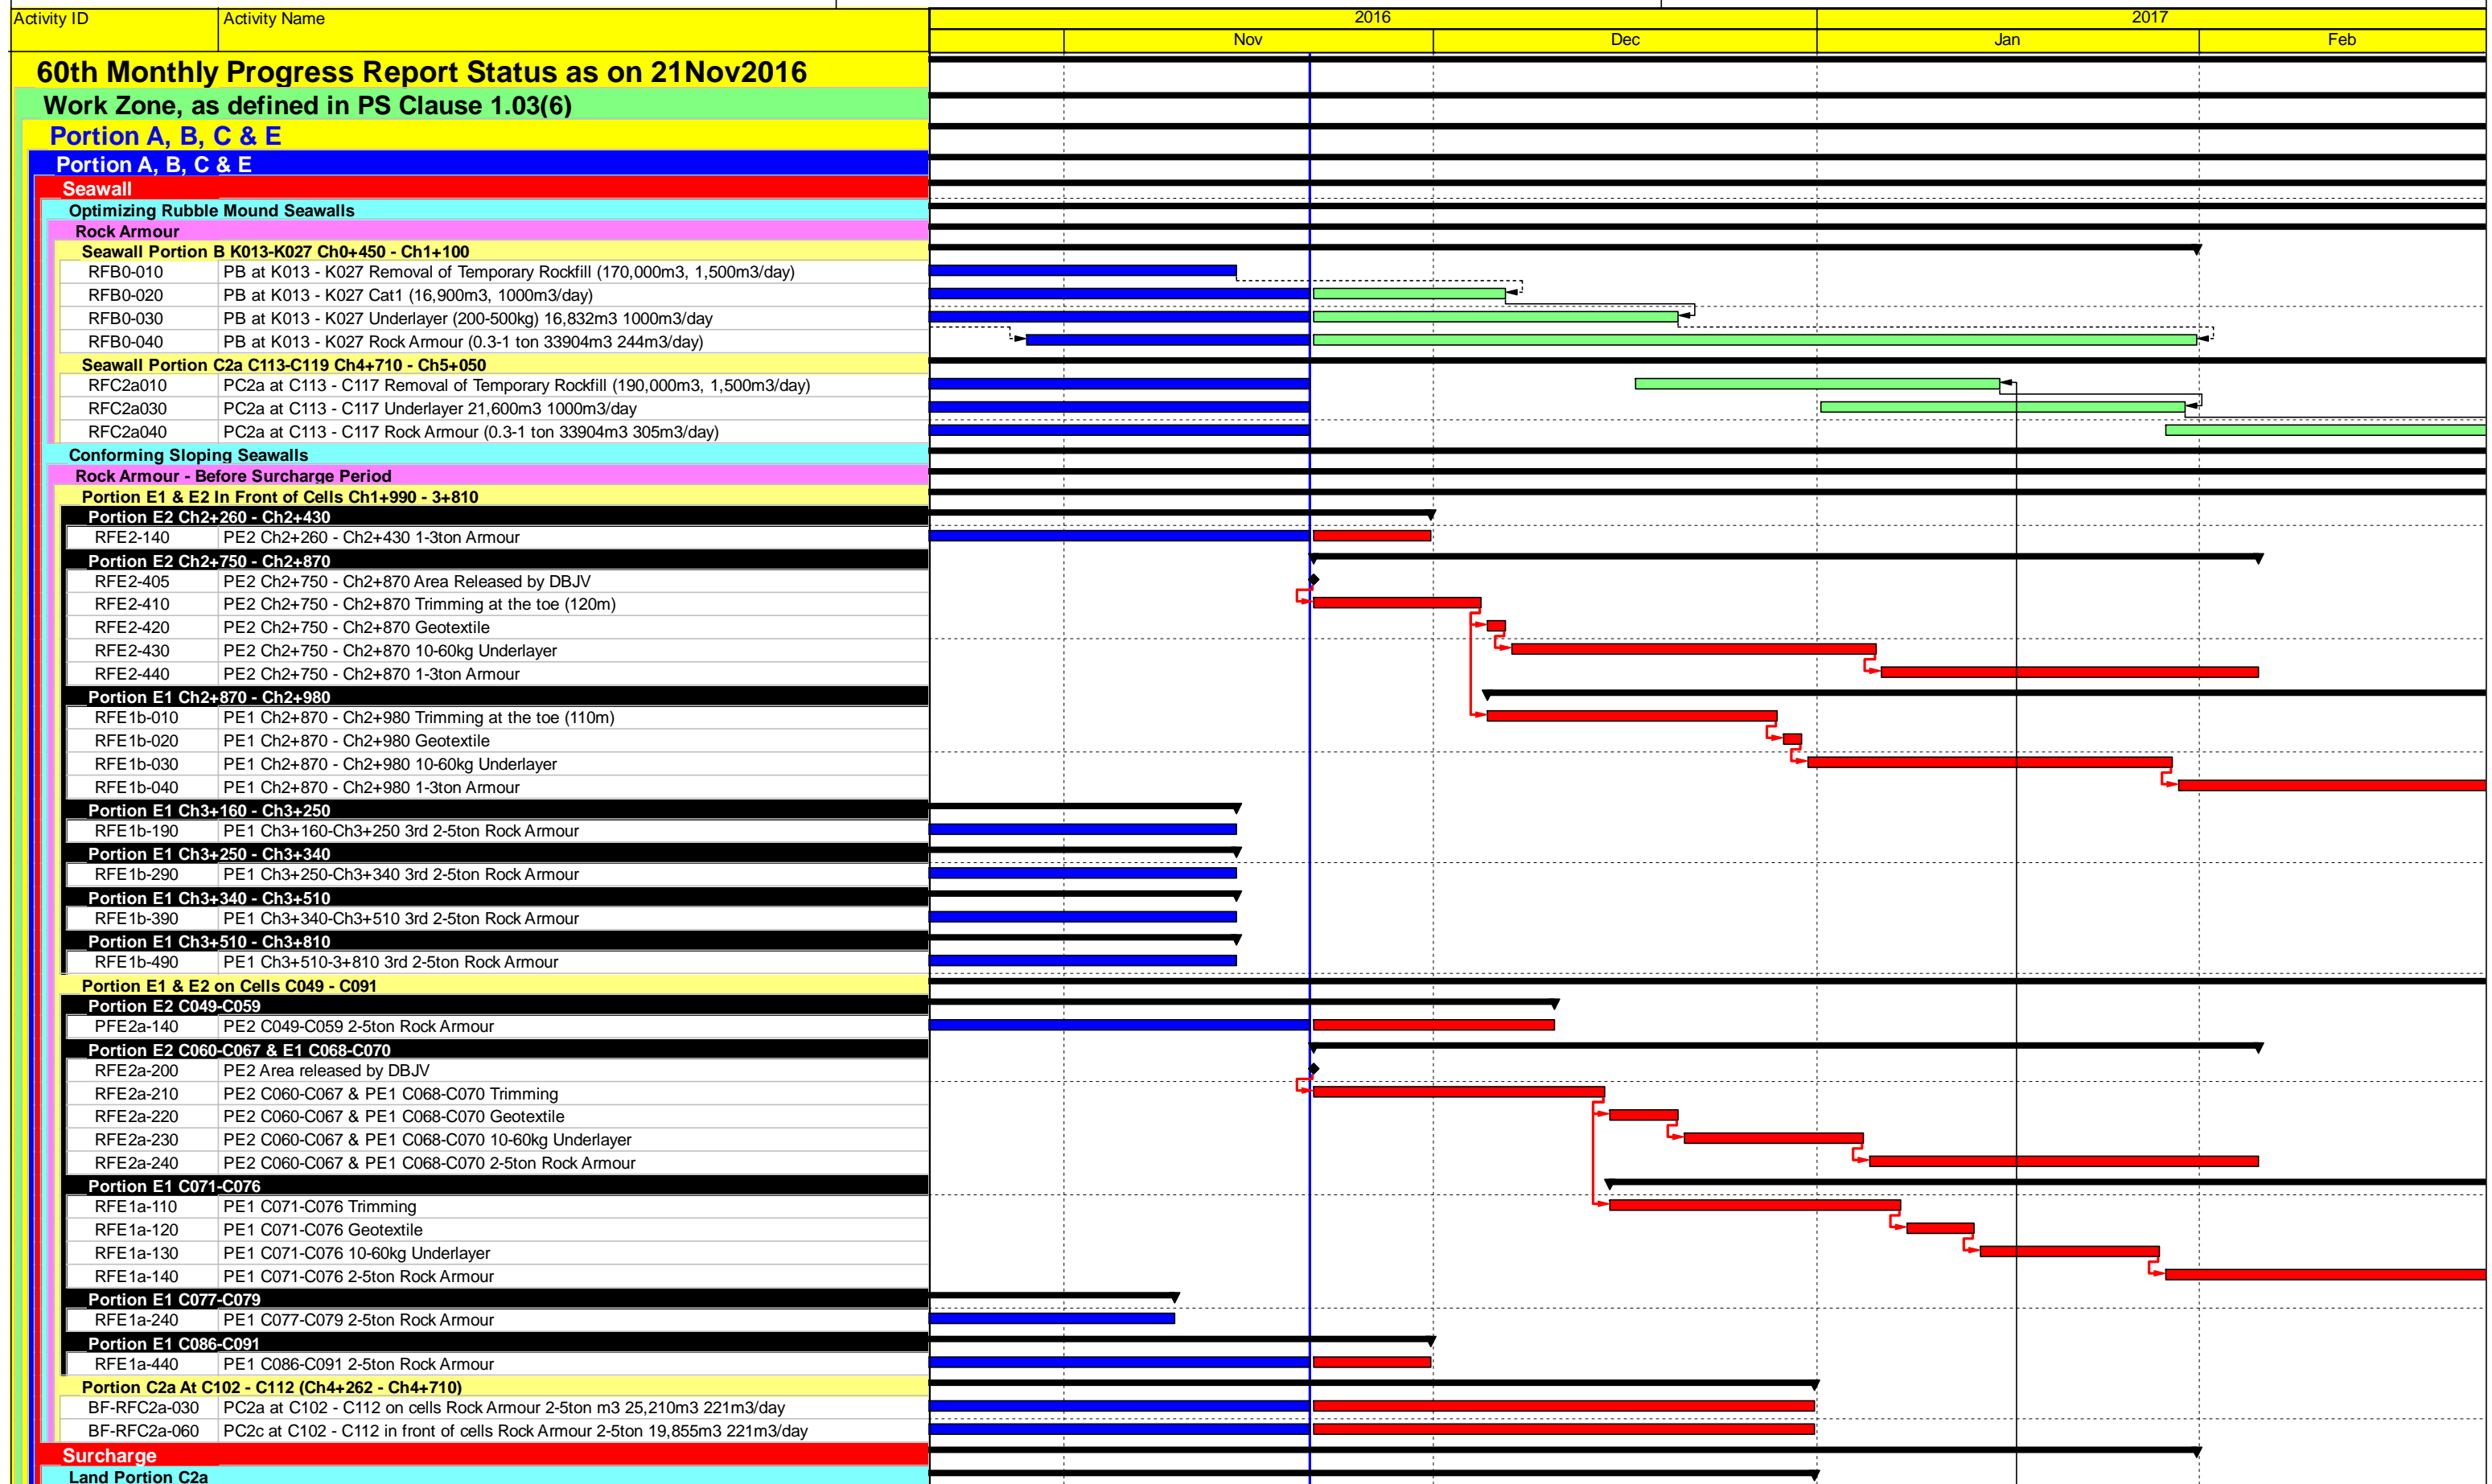 Activity ID Activity Name 2016 2017
Nov Dec Jan Feb
60th Monthly Progress Report Status as on 21Nov2016
Work Zone, as defined in PS Clause 1.03(6)
Portion A, B, C & E
Portion A, B, C & E
Seawall
Optimizing Rubble Mound Seawalls
Rock Armour
Seawall Portion B K013-K027 Ch0+450 - Ch1+100
RFB0-010 PB at K013 - K027 Removal of Temporary Rockfill (170,000m3, 1,500m3/day)
RFB0-020 PB at K013 - K027 Cat1 (16,900m3, 1000m3/day)
RFB0-030 PB at K013 - K027 Underlayer (200-500kg) 16,832m3 1000m3/day
RFB0-040 PB at K013 - K027 Rock Armour (0.3-1 ton 33904m3 244m3/day)
Seawall Portion C2a C113-C119 Ch4+710 - Ch5+050
RFC2a010 PC2a at C113 - C117 Removal of Temporary Rockfill (190,000m3, 1,500m3/day)
RFC2a030 PC2a at C113 - C117 Underlayer 21,600m3 1000m3/day
RFC2a040 PC2a at C113 - C117 Rock Armour (0.3-1 ton 33904m3 305m3/day)
Conforming Sloping Seawalls
Rock Armour - Before Surcharge Period
Portion E1 & E2 In Front of Cells Ch1+990 - 3+810
Portion E2 Ch2+260 - Ch2+430
RFE2-140 PE2 Ch2+260 - Ch2+430 1-3ton Armour
Portion E2 Ch2+750 - Ch2+870
RFE2-405 PE2 Ch2+750 - Ch2+870 Area Released by DBJV
RFE2-410 PE2 Ch2+750 - Ch2+870 Trimming at the toe (120m)
RFE2-420 PE2 Ch2+750 - Ch2+870 Geotextile
RFE2-430 PE2 Ch2+750 - Ch2+870 10-60kg Underlayer
RFE2-440 PE2 Ch2+750 - Ch2+870 1-3ton Armour
Portion E1 Ch2+870 - Ch2+980
RFE1b-010 PE1 Ch2+870 - Ch2+980 Trimming at the toe (110m)
RFE1b-020 PE1 Ch2+870 - Ch2+980 Geotextile
RFE1b-030 PE1 Ch2+870 - Ch2+980 10-60kg Underlayer
RFE1b-040 PE1 Ch2+870 - Ch2+980 1-3ton Armour
Portion E1 Ch3+160 - Ch3+250
RFE1b-190 PE1 Ch3+160-Ch3+250 3rd 2-5ton Rock Armour
Portion E1 Ch3+250 - Ch3+340
RFE1b-290 PE1 Ch3+250-Ch3+340 3rd 2-5ton Rock Armour
Portion E1 Ch3+340 - Ch3+510
RFE1b-390 PE1 Ch3+340-Ch3+510 3rd 2-5ton Rock Armour
Portion E1 Ch3+510 - Ch3+810
RFE1b-490 PE1 Ch3+510-3+810 3rd 2-5ton Rock Armour
Portion E1 & E2 on Cells C049 - C091
Portion E2 C049-C059
PFE2a-140 PE2 C049-C059 2-5ton Rock Armour
Portion E2 C060-C067 & E1 C068-C070
RFE2a-200 PE2 Area released by DBJV
RFE2a-210 PE2 C060-C067 & PE1 C068-C070 Trimming
RFE2a-220 PE2 C060-C067 & PE1 C068-C070 Geotextile
RFE2a-230 PE2 C060-C067 & PE1 C068-C070 10-60kg Underlayer
RFE2a-240 PE2 C060-C067 & PE1 C068-C070 2-5ton Rock Armour
Portion E1 C071-C076
RFE1a-110 PE1 C071-C076 Trimming
RFE1a-120 PE1 C071-C076 Geotextile
RFE1a-130 PE1 C071-C076 10-60kg Underlayer
RFE1a-140 PE1 C071-C076 2-5ton Rock Armour
Portion E1 C077-C079
RFE1a-240 PE1 C077-C079 2-5ton Rock Armour
Portion E1 C086-C091
RFE1a-440 PE1 C086-C091 2-5ton Rock Armour
Portion C2a At C102 - C112 (Ch4+262 - Ch4+710)
BF-RFC2a-030 PC2a at C102 - C112 on cells Rock Armour 2-5ton m3 25,210m3 221m3/day
BF-RFC2a-060 PC2c at C102 - C112 in front of cells Rock Armour 2-5ton 19,855m3 221m3/day
Surcharge
Land Portion C2a